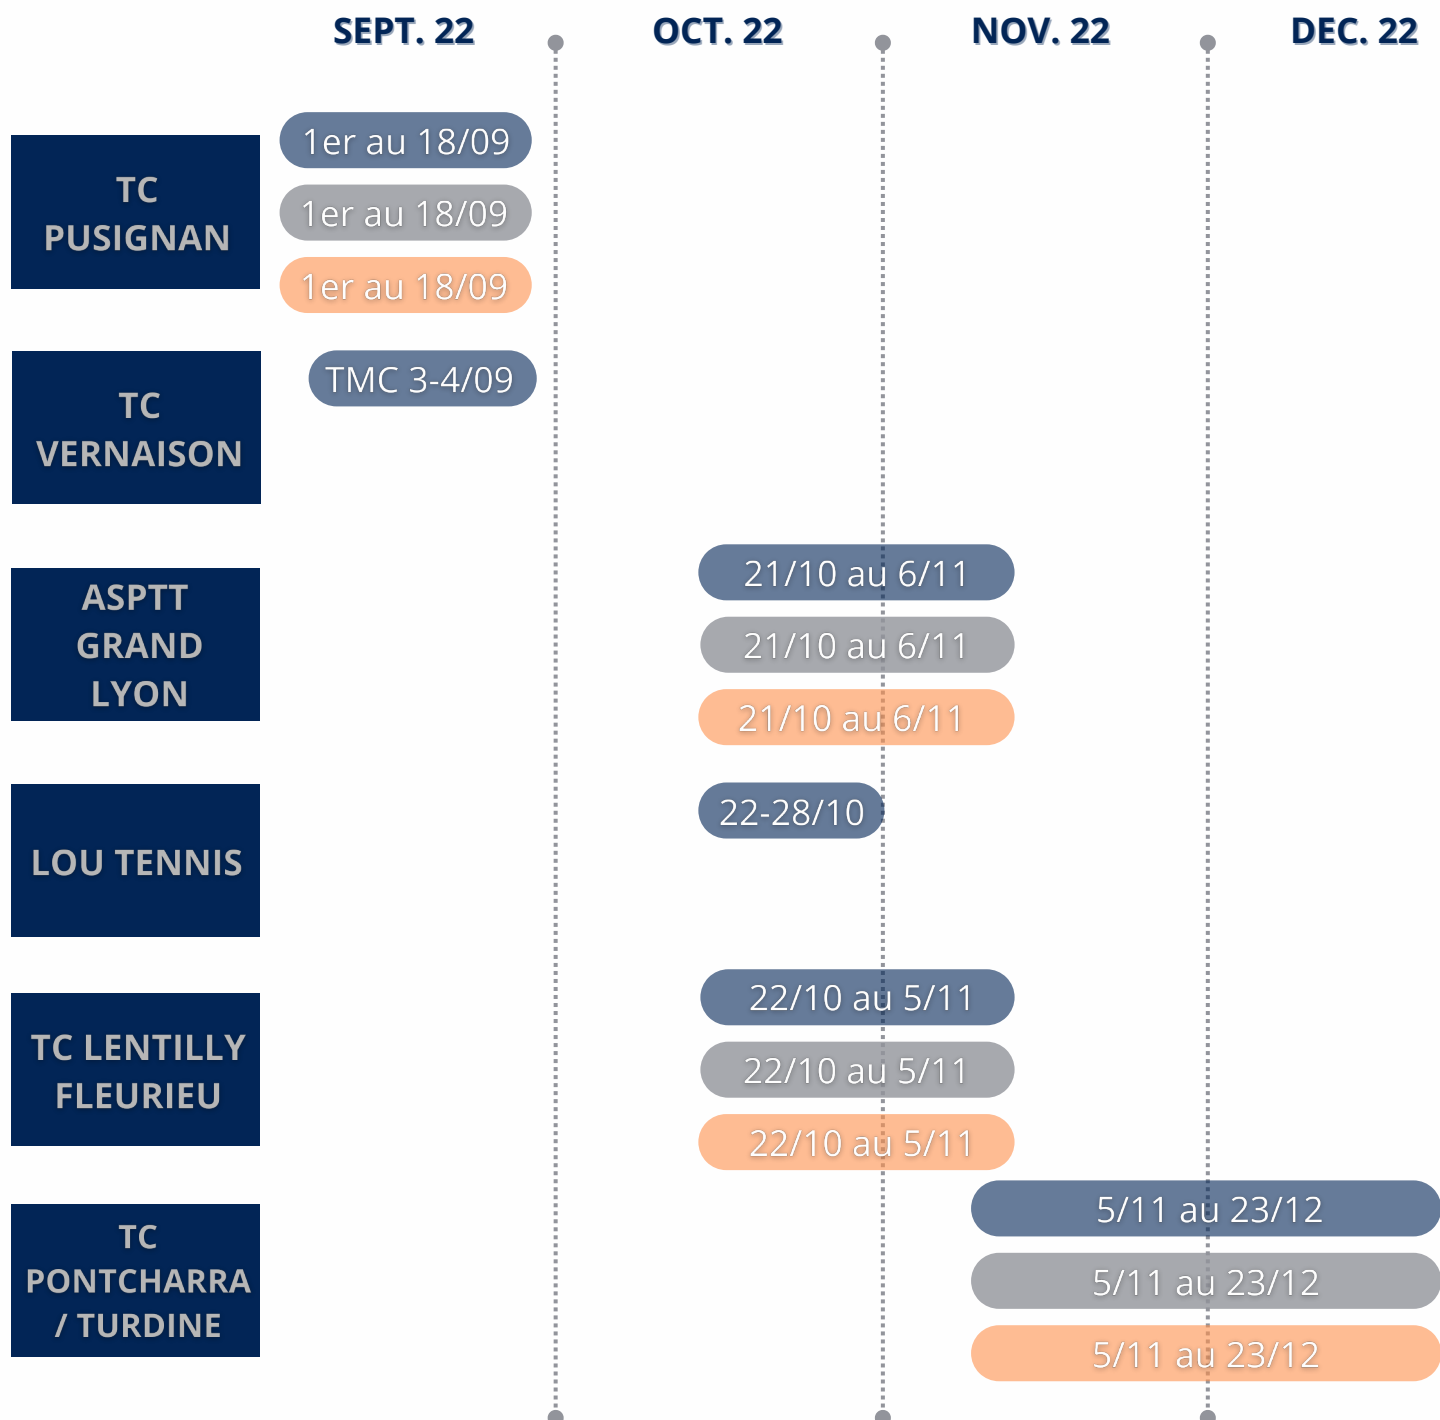 SEPT. 22
OCT. 22
NOV. 22
DEC. 22
TC
PUSIGNAN
1er au 18/09
1er au 18/09
1er au 18/09
TC
VERNAISON
TMC 3-4/09
ASPTT
GRAND
LYON
21/10 au 6/11
21/10 au 6/11
21/10 au 6/11
LOU TENNIS
22-28/10
TC LENTILLY
FLEURIEU
22/10 au 5/11
22/10 au 5/11
22/10 au 5/11
TC
PONTCHARRA
/ TURDINE
5/11 au 23/12
5/11 au 23/12
5/11 au 23/12